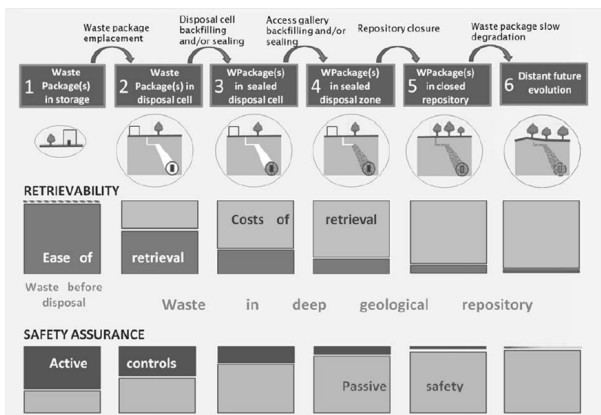 Waste package
emplacement
Disposal cell
backfilling
and/or sealing
Access gallery
backfilling and/or
sealing
Repository closure
Waste package slow
degradation
1 Waste
Package(s)
in storage
2 Waste
Package(s) in
disposal cell
3 WPackage(s)
in sealed
disposal cell
4 WPackage(s)
in sealed
disposal zone
5 WPackage(s)
in closed
repository
6 Distant future
evolution
RETRIEVABILITY
Costs of retrieval
Ease of retrieval
Waste before
disposal
Waste in deep geological repository
SAFETY ASSURANCE
Active controls
Passive safety